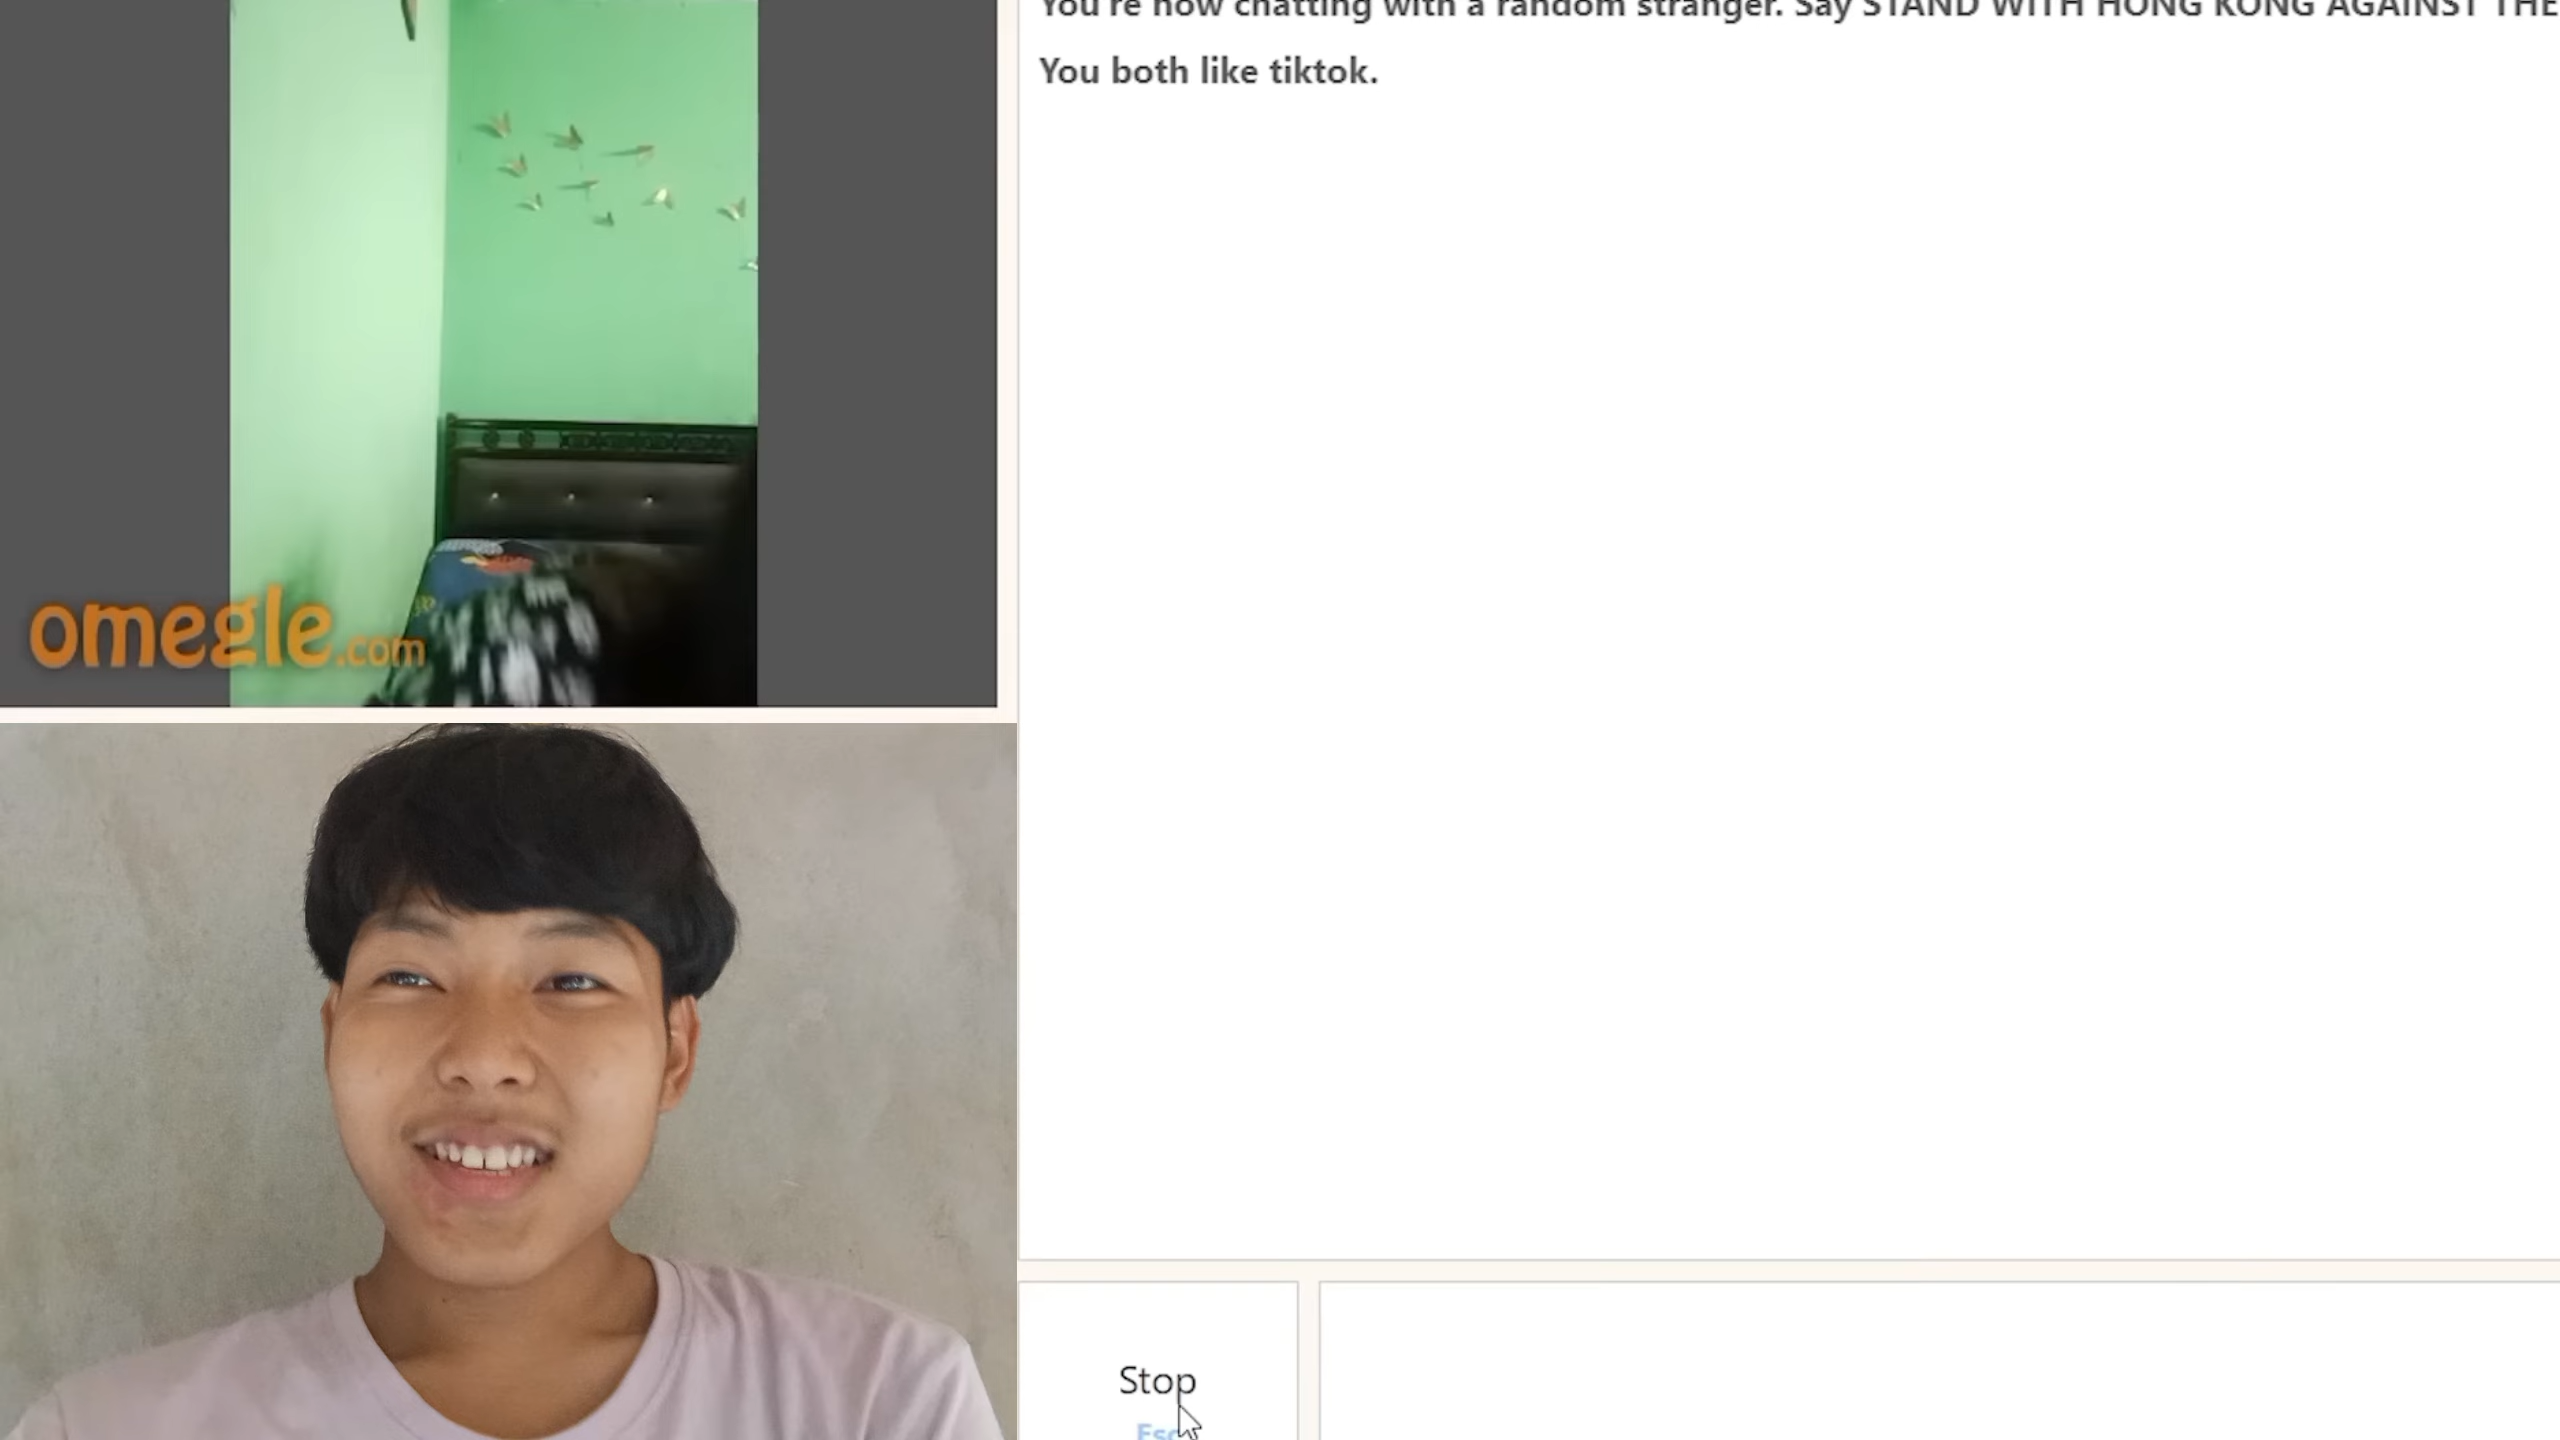 You're now chatting with a random stranger. Say STAND WITH HONG KONG AGAINST THE
You both like tiktok.
omegle.com
Stop
Esc